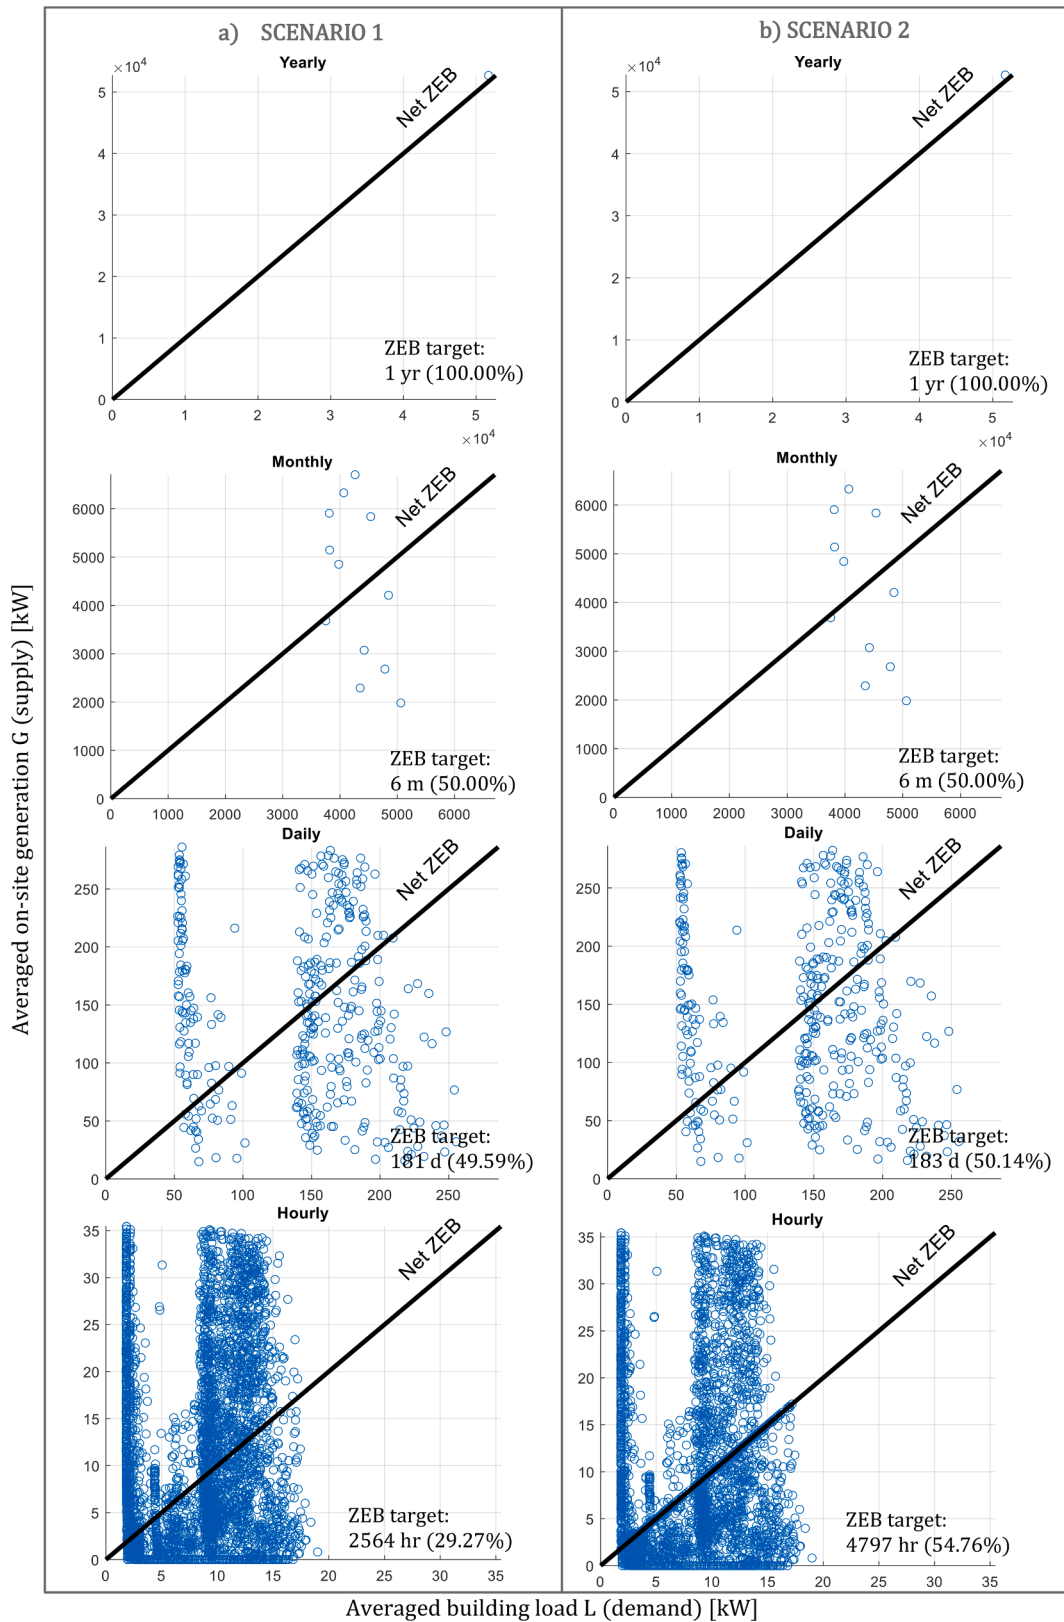 a) SCENARIO 1
Yearly
×10⁴
Net ZEB
5
4
3
2
1
0
ZEB target:
1 yr (100.00%)
0 1 2 3 4 5
×10⁴
Monthly
Net ZEB
6000
5000
4000
3000
2000
1000
0
ZEB target:
6 m (50.00%)
0 1000 2000 3000 4000 5000 6000
Daily
Net ZEB
250
200
150
100
50
0
ZEB target:
181 d (49.59%)
0 50 100 150 200 250
Hourly
Net ZEB
35
30
25
20
15
10
5
0
ZEB target:
2564 hr (29.27%)
0 5 10 15 20 25 30 35
b) SCENARIO 2
Yearly
×10⁴
Net ZEB
5
4
3
2
1
0
ZEB target:
1 yr (100.00%)
0 1 2 3 4 5
×10⁴
Monthly
Net ZEB
6000
5000
4000
3000
2000
1000
0
ZEB target:
6 m (50.00%)
0 1000 2000 3000 4000 5000 6000
Daily
Net ZEB
250
200
150
100
50
0
ZEB target:
183 d (50.14%)
0 50 100 150 200 250
Hourly
Net ZEB
35
30
25
20
15
10
5
0
ZEB target:
4797 hr (54.76%)
0 5 10 15 20 25 30 35
Averaged on-site generation G (supply) [kW]
Averaged building load L (demand) [kW]